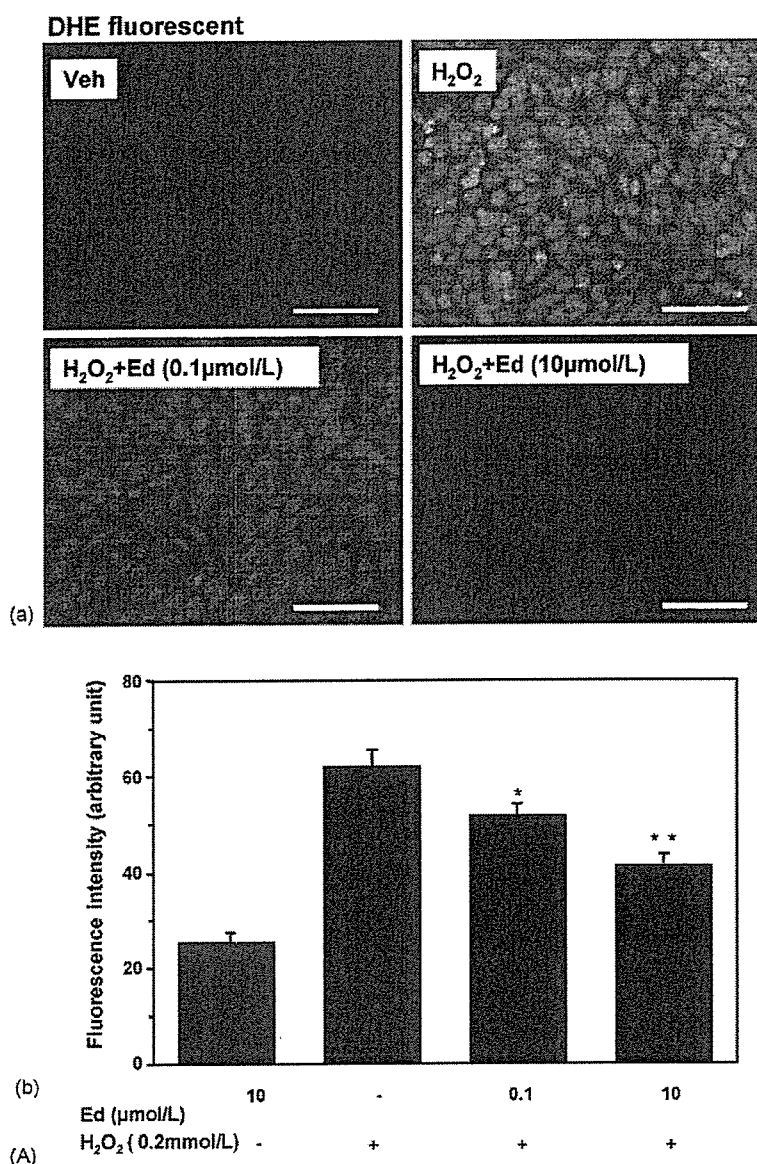 DHE fluorescent
Veh
H₂O₂
H₂O₂+Ed (0.1µmol/L)
H₂O₂+Ed (10µmol/L)
(a)
80
60
40
20
0
Fluorescence Intensity (arbitrary unit)
*
* *
(b)
10 - 0.1 10
Ed (µmol/L)
H₂O₂ ( 0.2mmol/L) - + + +
(A)